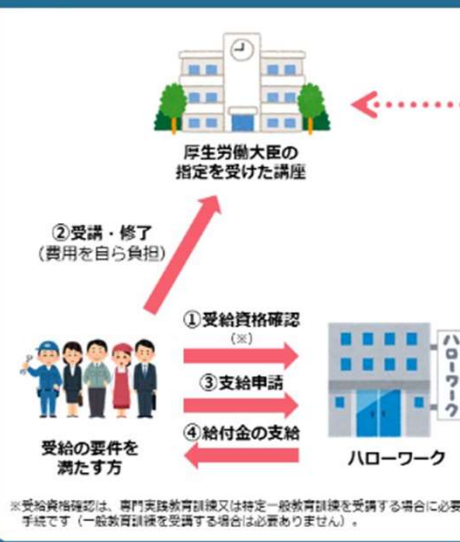 厚生労働大臣の
指定を受けた講座
②受講・修了
(費用を自ら負担)
①受給資格確認
(※)
③支給申請
④給付金の支給
ハローワーク
受給の要件を
満たす方
ハローワーク
※受給資格確認は、専門実践教育訓練又は特定一般教育訓練を受講する場合に必要
手続です(一般教育訓練を受講する場合は必要ありません)。